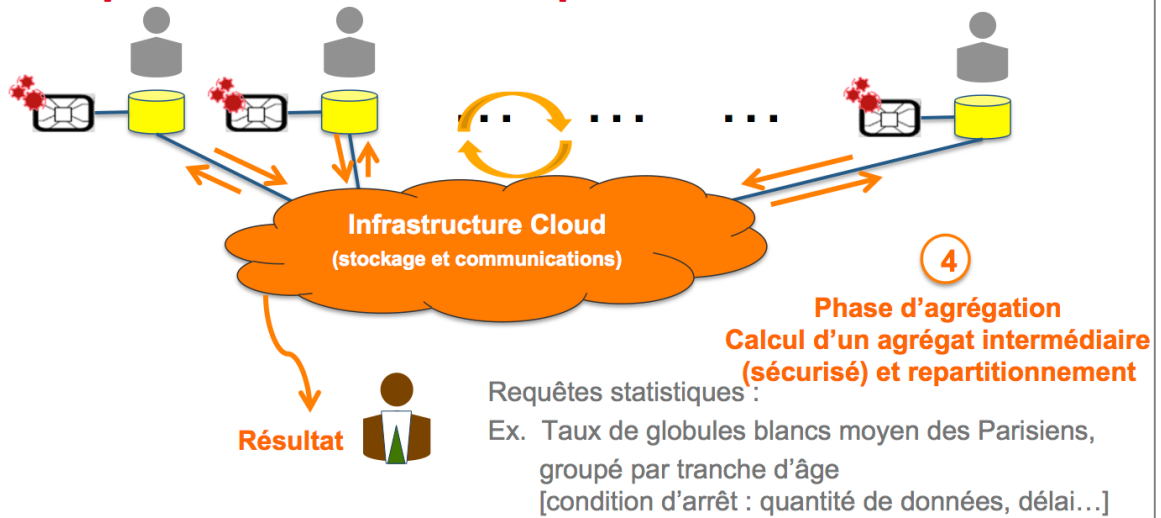 ... ... ...
Infrastructure Cloud
(stockage et communications)
4
Phase d’agrégation
Calcul d’un agrégat intermédiaire
(sécurisé) et repartitionnement
Résultat
Requêtes statistiques :
Ex. Taux de globules blancs moyen des Parisiens,
groupé par tranche d’âge
[condition d’arrêt : quantité de données, délai…]